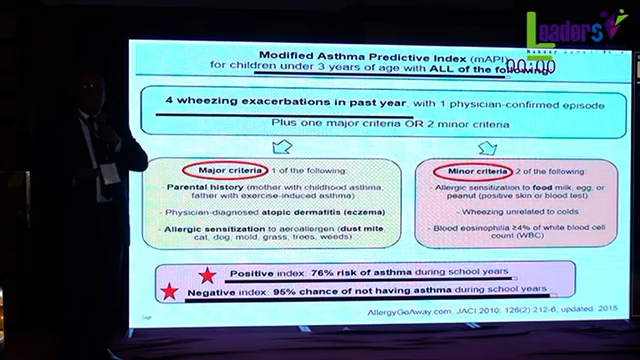 Leaders
00:00
Modified Asthma Predictive Index (mAPI)
for children under 3 years of age with ALL of the following
4 wheezing exacerbations in past year, with 1 physician-confirmed episode
Plus one major criteria OR 2 minor criteria
Major criteria 1 of the following:
Parental history (mother with childhood asthma,
father with exercise-induced asthma)
- Physician-diagnosed atopic dermatitis (eczema)
- Allergic sensitization to aeroallergen (dust mite
cat, dog, mold, grass, trees, weeds)
Minor criteria 2 of the following:
- Allergic sensitization to food milk, egg, or
peanut (positive skin or blood test)
- Wheezing unrelated to colds
- Blood eosinophilia ≥4% of white blood cell
count (WBC)
Positive index: 76% risk of asthma during school years
Negative index: 95% chance of not having asthma during school years
AllergyGoAway.com, JACI 2010: 126(2) 212-6, updated. 2015